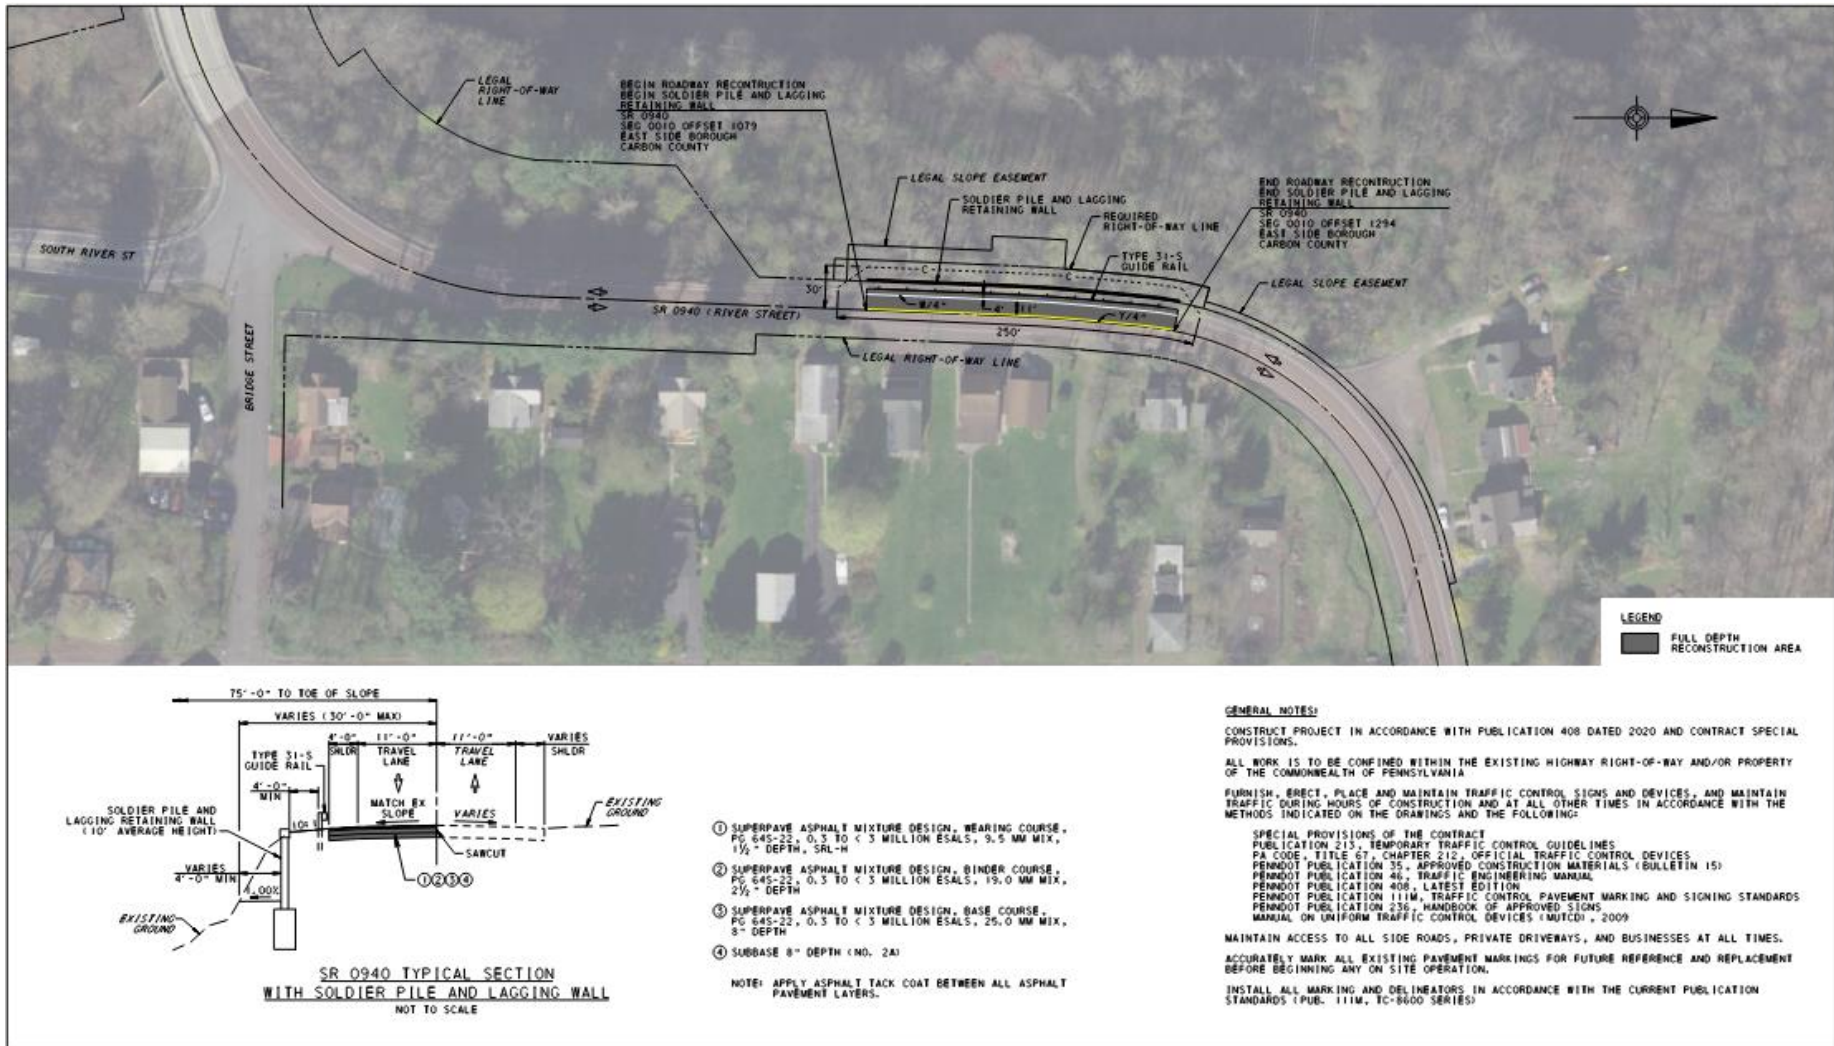 LEGAL
RIGHT-OF-WAY
LINE
BEGIN ROADWAY RECONTRUCTION
BEGIN SOLDIER PILE AND LAGGING
RETAINING WALL
SR 0940
SEG 0010 OFFSET 1079
EAST SIDE BOROUGH
CARBON COUNTY
LEGAL SLOPE EASEMENT
SOLDIER PILE AND LAGGING
RETAINING WALL
REQUIRED
RIGHT-OF-WAY LINE
TYPE 31-S
GUIDE RAIL
END ROADWAY RECONTRUCTION
END SOLDIER PILE AND LAGGING
RETAINING WALL
SR 0940
SEG 0010 OFFSET 1294
EAST SIDE BOROUGH
CARBON COUNTY
LEGAL SLOPE EASEMENT
SOUTH RIVER ST
BRIDGE STREET
SR 0940 (RIVER STREET)
C
C
30'
W/4"
4'
11'
Y/4"
250'
LEGAL RIGHT-OF-WAY LINE
LEGEND
FULL DEPTH
RECONSTRUCTION AREA
75'-0" TO TOE OF SLOPE
VARIES (30'-0" MAX)
4'-0"
SHLDR
11'-0"
TRAVEL
LANE
11'-0"
TRAVEL
LANE
VARIES
SHLDR
TYPE 31-S
GUIDE RAIL
4'-0"
MIN
SOLDIER PILE AND
LAGGING RETAINING WALL
(10' AVERAGE HEIGHT)
10:1
MATCH EX
SLOPE
VARIES
EXISTING
GROUND
SAWCUT
①②③④
VARIES
4'-0" MIN
EXISTING
GROUND
SR 0940 TYPICAL SECTION
WITH SOLDIER PILE AND LAGGING WALL
NOT TO SCALE
① SUPERPAVE ASPHALT MIXTURE DESIGN, WEARING COURSE,
PG 64S-22, 0.3 TO < 3 MILLION ESALS, 9.5 MM MIX,
1½" DEPTH, SRL-H
② SUPERPAVE ASPHALT MIXTURE DESIGN, BINDER COURSE,
PG 64S-22, 0.3 TO < 3 MILLION ESALS, 19.0 MM MIX,
2½" DEPTH
③ SUPERPAVE ASPHALT MIXTURE DESIGN, BASE COURSE,
PG 64S-22, 0.3 TO < 3 MILLION ESALS, 25.0 MM MIX,
8" DEPTH
④ SUBBASE 8" DEPTH (NO. 2A)
NOTE: APPLY ASPHALT TACK COAT BETWEEN ALL ASPHALT
PAVEMENT LAYERS.
GENERAL NOTES:
CONSTRUCT PROJECT IN ACCORDANCE WITH PUBLICATION 408 DATED 2020 AND CONTRACT SPECIAL
PROVISIONS.
ALL WORK IS TO BE CONFINED WITHIN THE EXISTING HIGHWAY RIGHT-OF-WAY AND/OR PROPERTY
OF THE COMMONWEALTH OF PENNSYLVANIA
FURNISH, ERECT, PLACE AND MAINTAIN TRAFFIC CONTROL SIGNS AND DEVICES, AND MAINTAIN
TRAFFIC DURING HOURS OF CONSTRUCTION AND AT ALL OTHER TIMES IN ACCORDANCE WITH THE
METHODS INDICATED ON THE DRAWINGS AND THE FOLLOWING:
SPECIAL PROVISIONS OF THE CONTRACT
PUBLICATION 213, TEMPORARY TRAFFIC CONTROL GUIDELINES
PA CODE, TITLE 67, CHAPTER 212, OFFICIAL TRAFFIC CONTROL DEVICES
PENNDOT PUBLICATION 35, APPROVED CONSTRUCTION MATERIALS (BULLETIN 15)
PENNDOT PUBLICATION 46, TRAFFIC ENGINEERING MANUAL
PENNDOT PUBLICATION 408, LATEST EDITION
PENNDOT PUBLICATION 111M, TRAFFIC CONTROL PAVEMENT MARKING AND SIGNING STANDARDS
PENNDOT PUBLICATION 236, HANDBOOK OF APPROVED SIGNS
MANUAL ON UNIFORM TRAFFIC CONTROL DEVICES (MUTCD), 2009
MAINTAIN ACCESS TO ALL SIDE ROADS, PRIVATE DRIVEWAYS, AND BUSINESSES AT ALL TIMES.
ACCURATELY MARK ALL EXISTING PAVEMENT MARKINGS FOR FUTURE REFERENCE AND REPLACEMENT
BEFORE BEGINNING ANY ON SITE OPERATION.
INSTALL ALL MARKING AND DELINEATORS IN ACCORDANCE WITH THE CURRENT PUBLICATION
STANDARDS (PUB. 111M, TC-8600 SERIES)